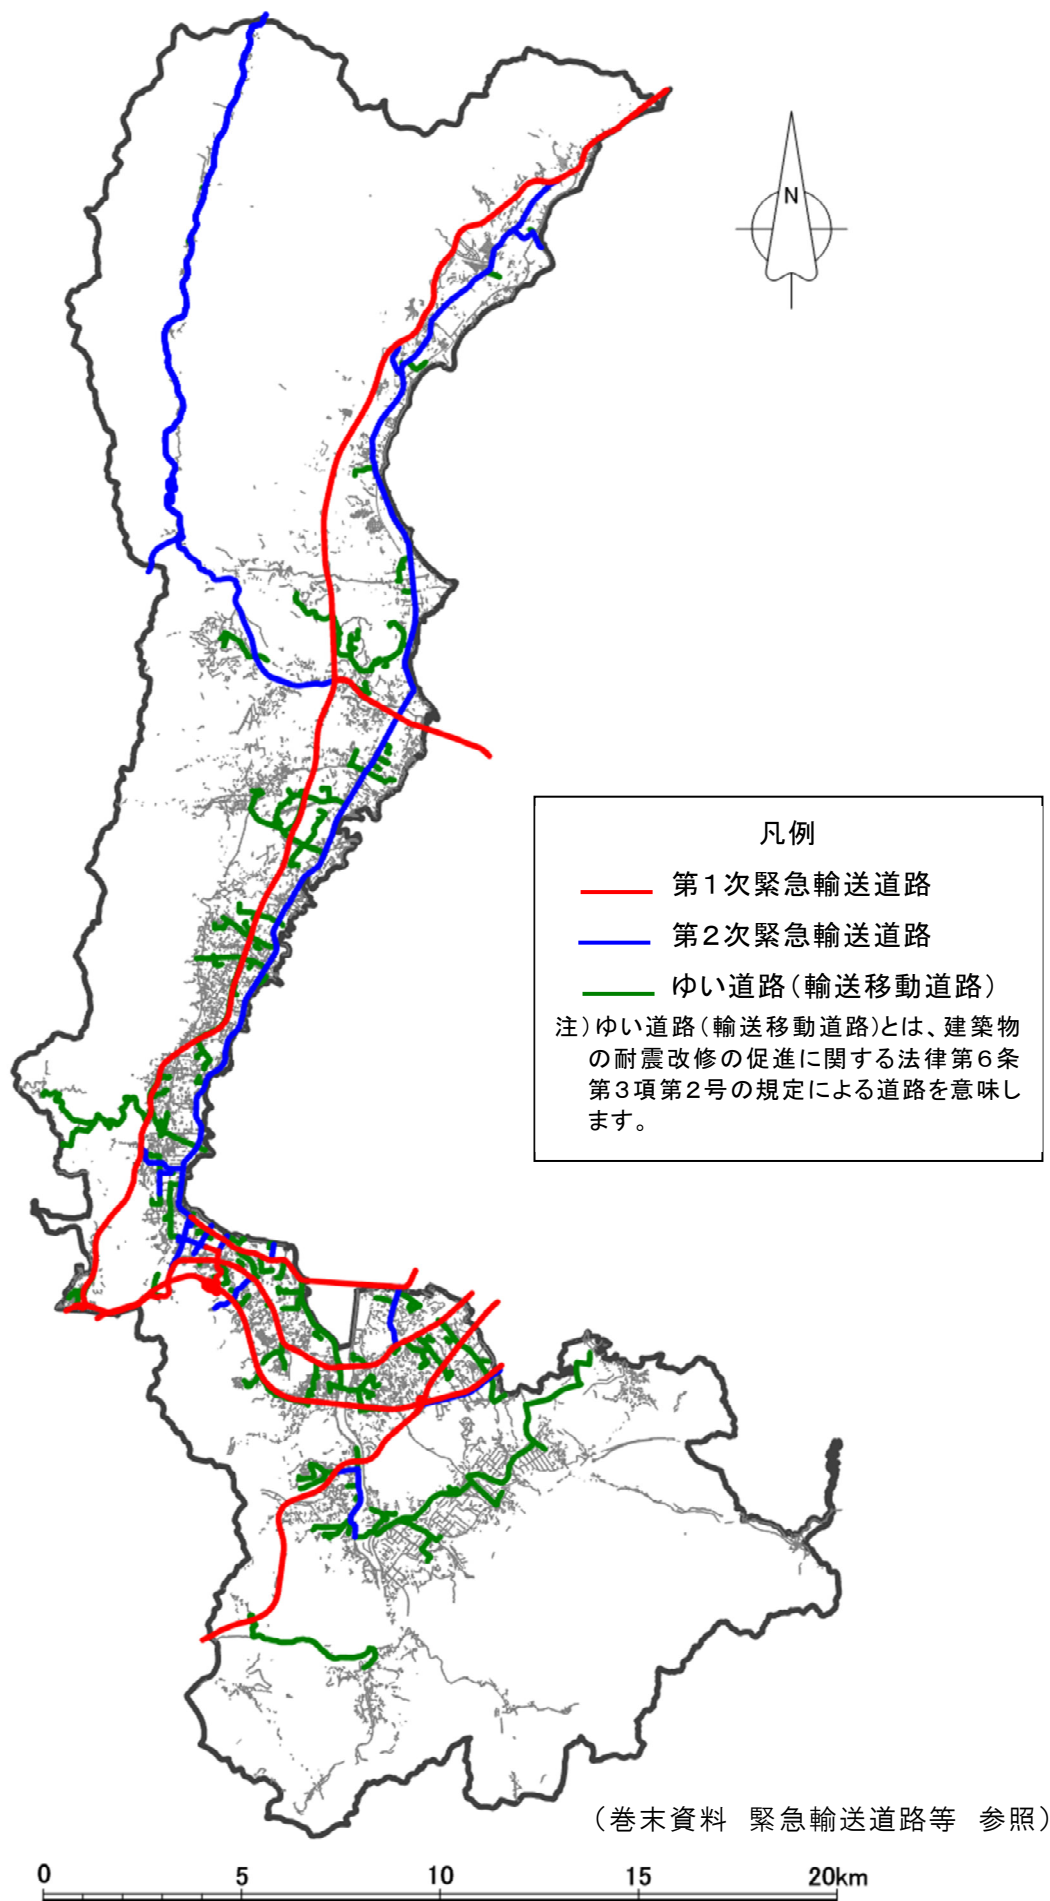 N
凡例
第1次緊急輸送道路
第2次緊急輸送道路
ゆい道路(輸送移動道路)
注)ゆい道路(輸送移動道路)とは、建築物
の耐震改修の促進に関する法律第6条
第3項第2号の規定による道路を意味し
ます。
(巻末資料 緊急輸送道路等 参照)
0 5 10 15 20km